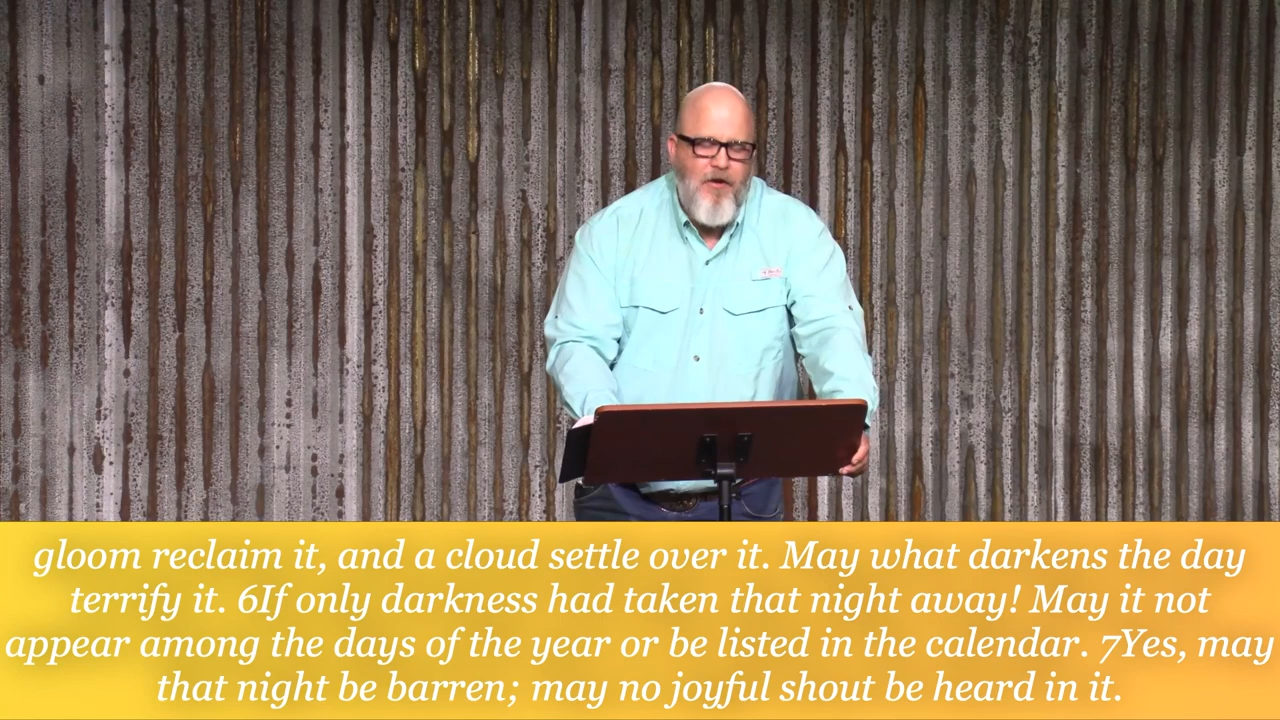 gloom reclaim it, and a cloud settle over it. May what darkens the day
terrify it. 6If only darkness had taken that night away! May it not
appear among the days of the year or be listed in the calendar. 7Yes, may
that night be barren; may no joyful shout be heard in it.